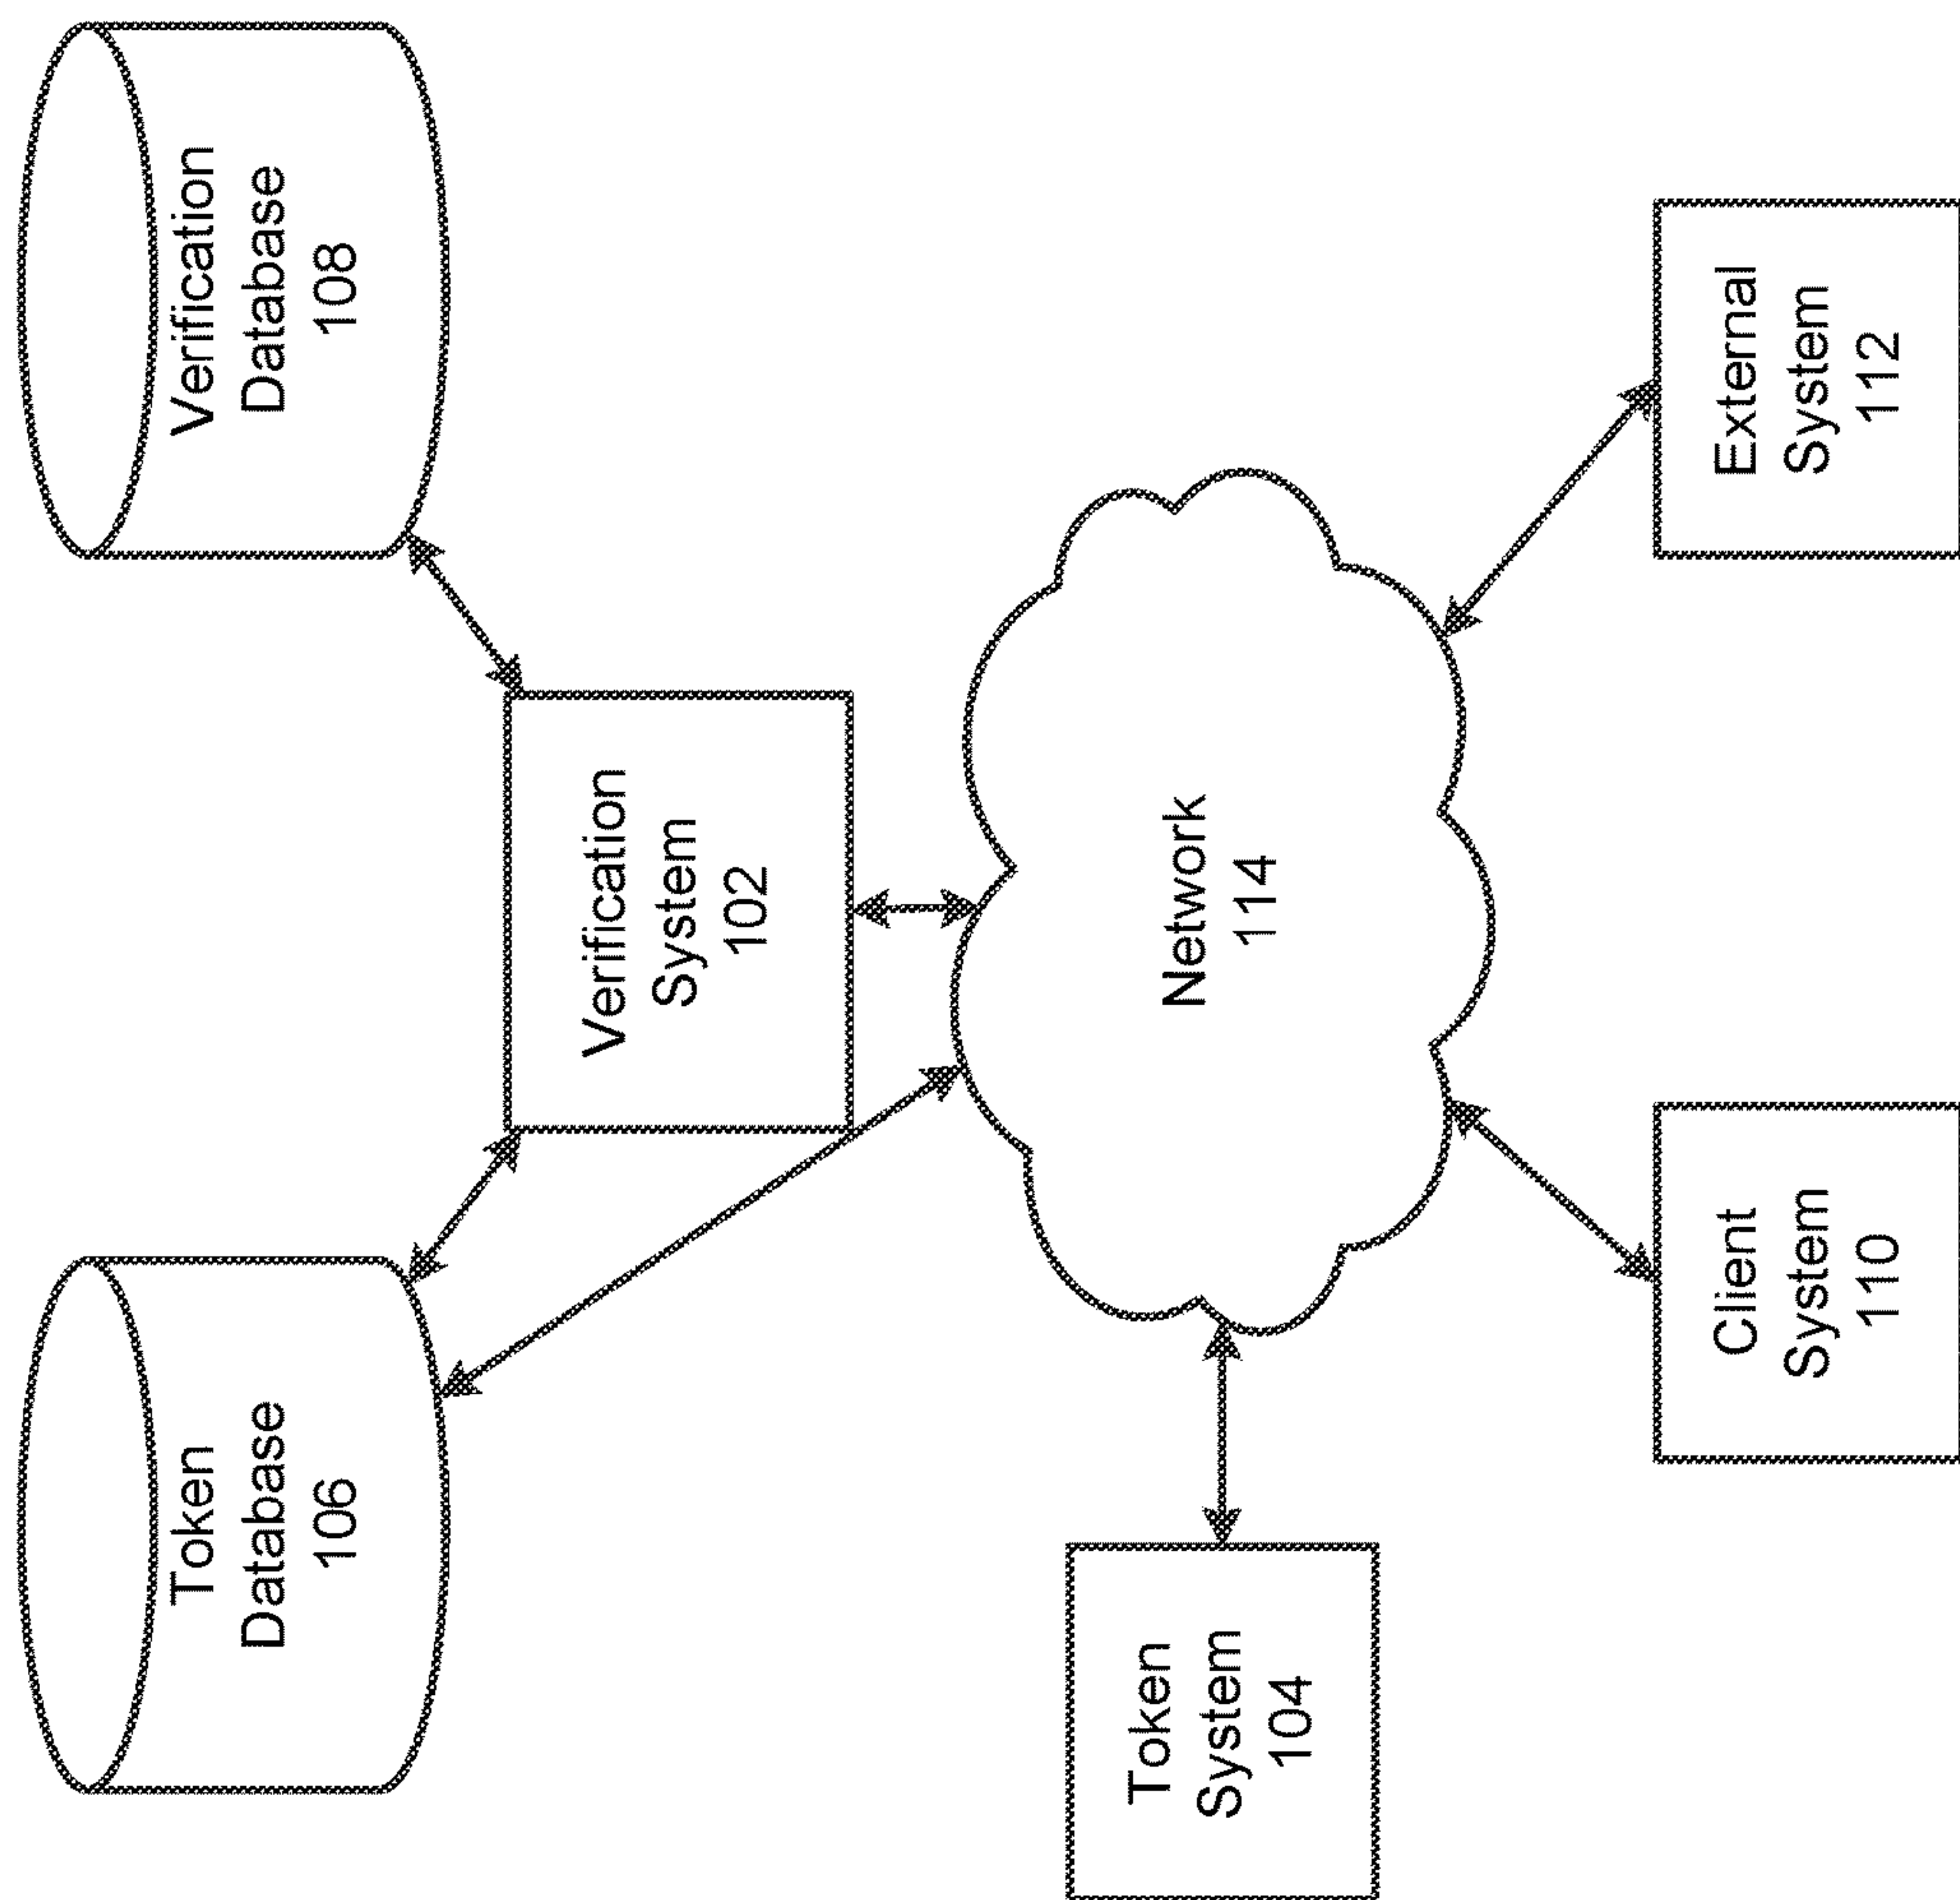 Token
Database
106
Verification
Database
108
Verification
System
102
Token
System
104
Network
114
Client
System
110
External
System
112